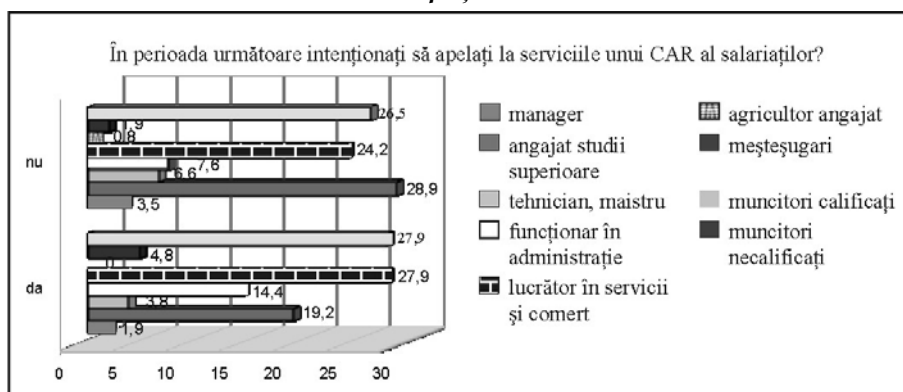 În perioada următoare intenționați să apelați la serviciile unui CAR al salariaților?
nu
26,5
1,9
0,8
24,2
7,6
6,6
28,9
3,5
da
27,9
4,8
27,9
14,4
3,8
19,2
1,9
0 5 10 15 20 25 30
manager
angajat studii
superioare
tehnician, maistru
funcționar în
administrație
lucrător în servicii
și comert
agricultor angajat
meșteșugari
muncitori calificați
muncitori
necalificați